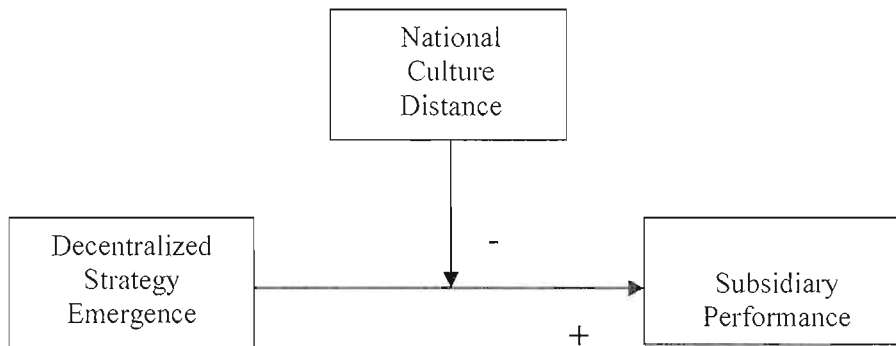 National
Culture
Distance
-
Decentralized
Strategy
Emergence
Subsidiary
Performance
+